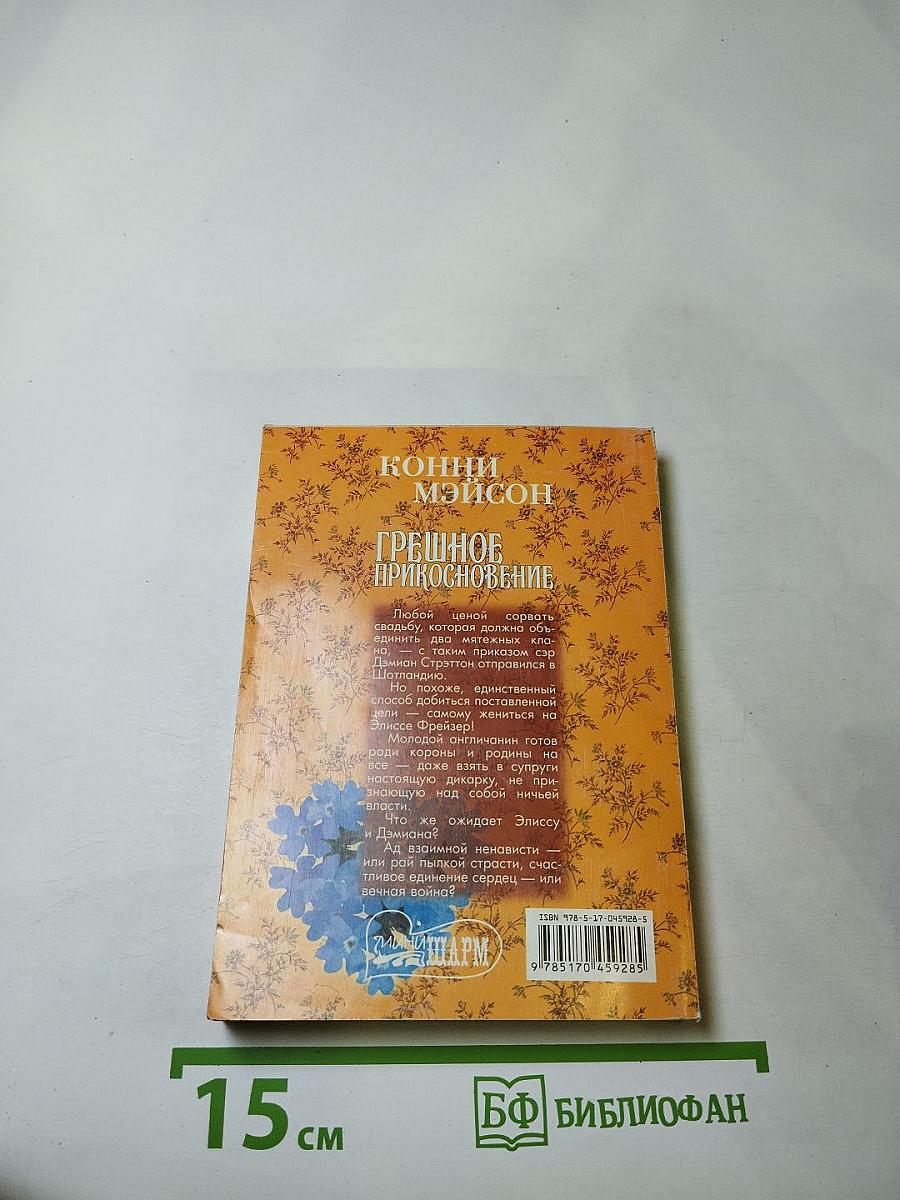 КОННИ
МЭЙСОН
ГРЕШНОЕ
ПРИКОСНОВЕНИЕ
Любой ценой сорвать
свадьбу, которая должна объ-
единить два мятежных кла-
на, — с таким приказом сэр
Дэмиан Стрэттон отправился в
Шотландию.
Но похоже, единственный
способ добиться поставленной
цели — самому жениться на
Элиссе Фрейзер!
Молодой англичанин готов
ради короны и родины на
все — даже взять в супруги
настоящую дикарку, не при-
знающую над собой ничьей
власти.
Что же ожидает Элиссу
и Дэмиана?
Ад взаимной ненависти —
или рай пылкой страсти, счас-
тливое единение сердец — или
вечная война?
МИНИ ШАРМ
ISBN 978-5-17-045928-5
9 785170 459285
15 см
БФ БИБЛИОФАН